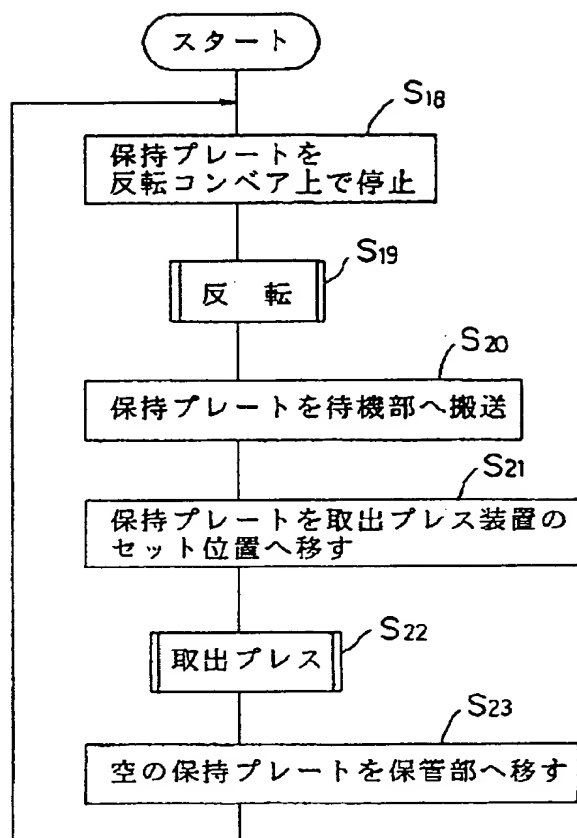 スタート
S18
保持プレートを
反転コンベア上で停止
S19
反 転
S20
保持プレートを待機部へ搬送
S21
保持プレートを取出プレス装置の
セット位置へ移す
S22
取出プレス
S23
空の保持プレートを保管部へ移す